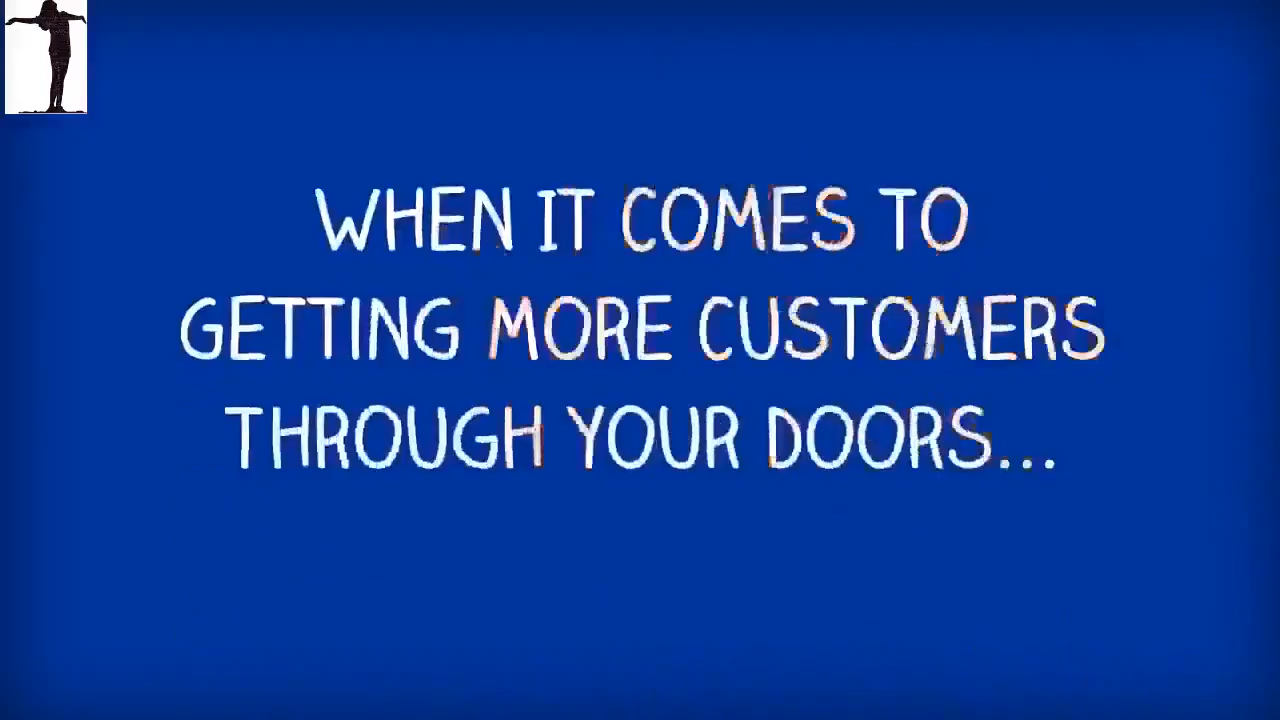 WHEN IT COMES TO
GETTING MORE CUSTOMERS
THROUGH YOUR DOORS...